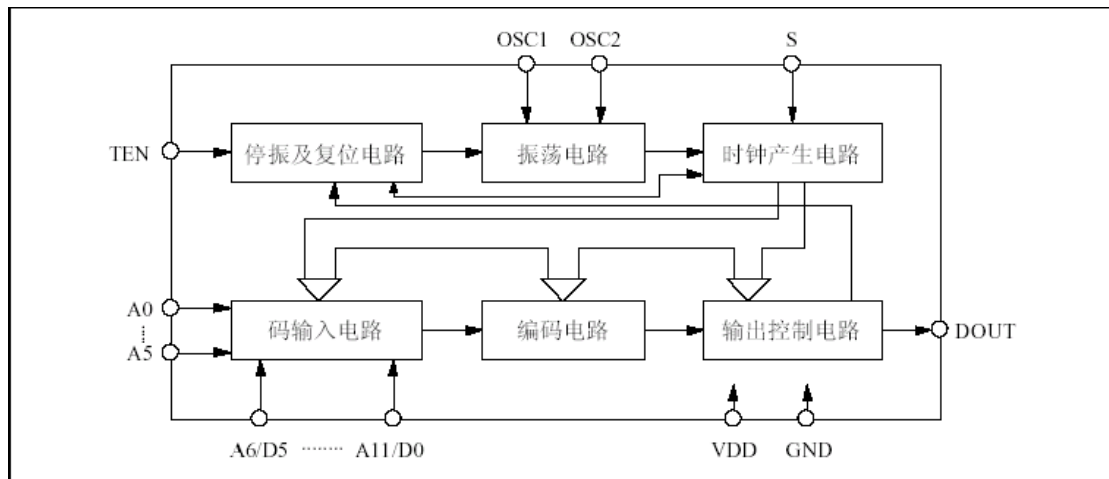 OSC1 OSC2 S
TEN 停振及复位电路 振荡电路 时钟产生电路
A0
A5
码输入电路 编码电路 输出控制电路 DOUT
A6/D5 ········ A11/D0 VDD GND